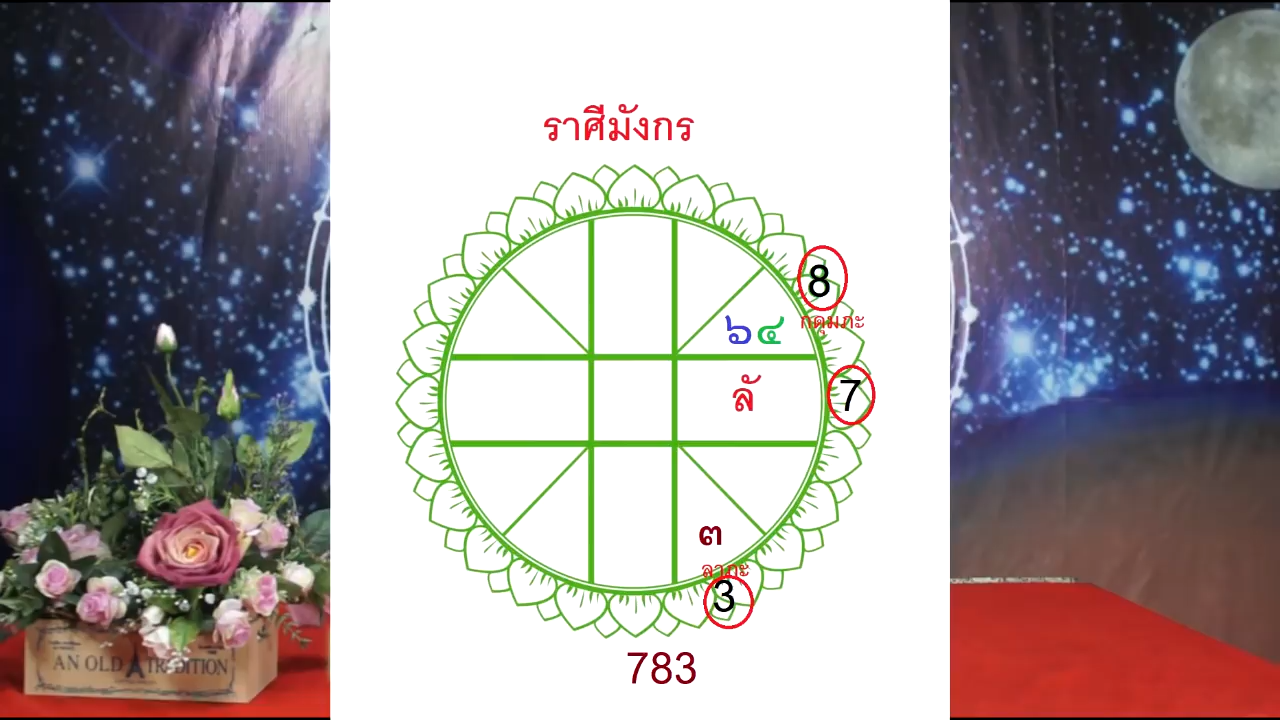 ราศีมังกร
8
๖๔
กดุมภะ
ลั
7
๓
ลาภะ
3
783
AN OLD TRADITION